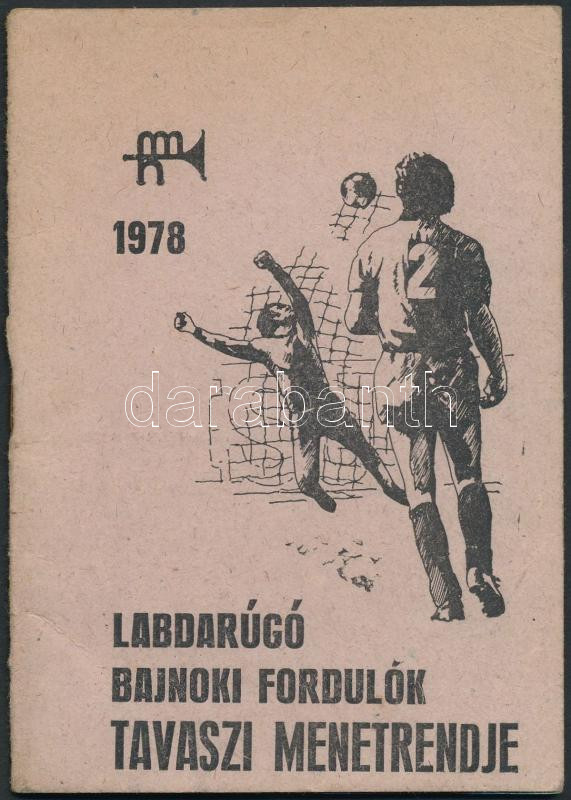 1978
2
darabanth
LABDARÚGÓ
BAJNOKI FORDULÓK
TAVASZI MENETRENDJE